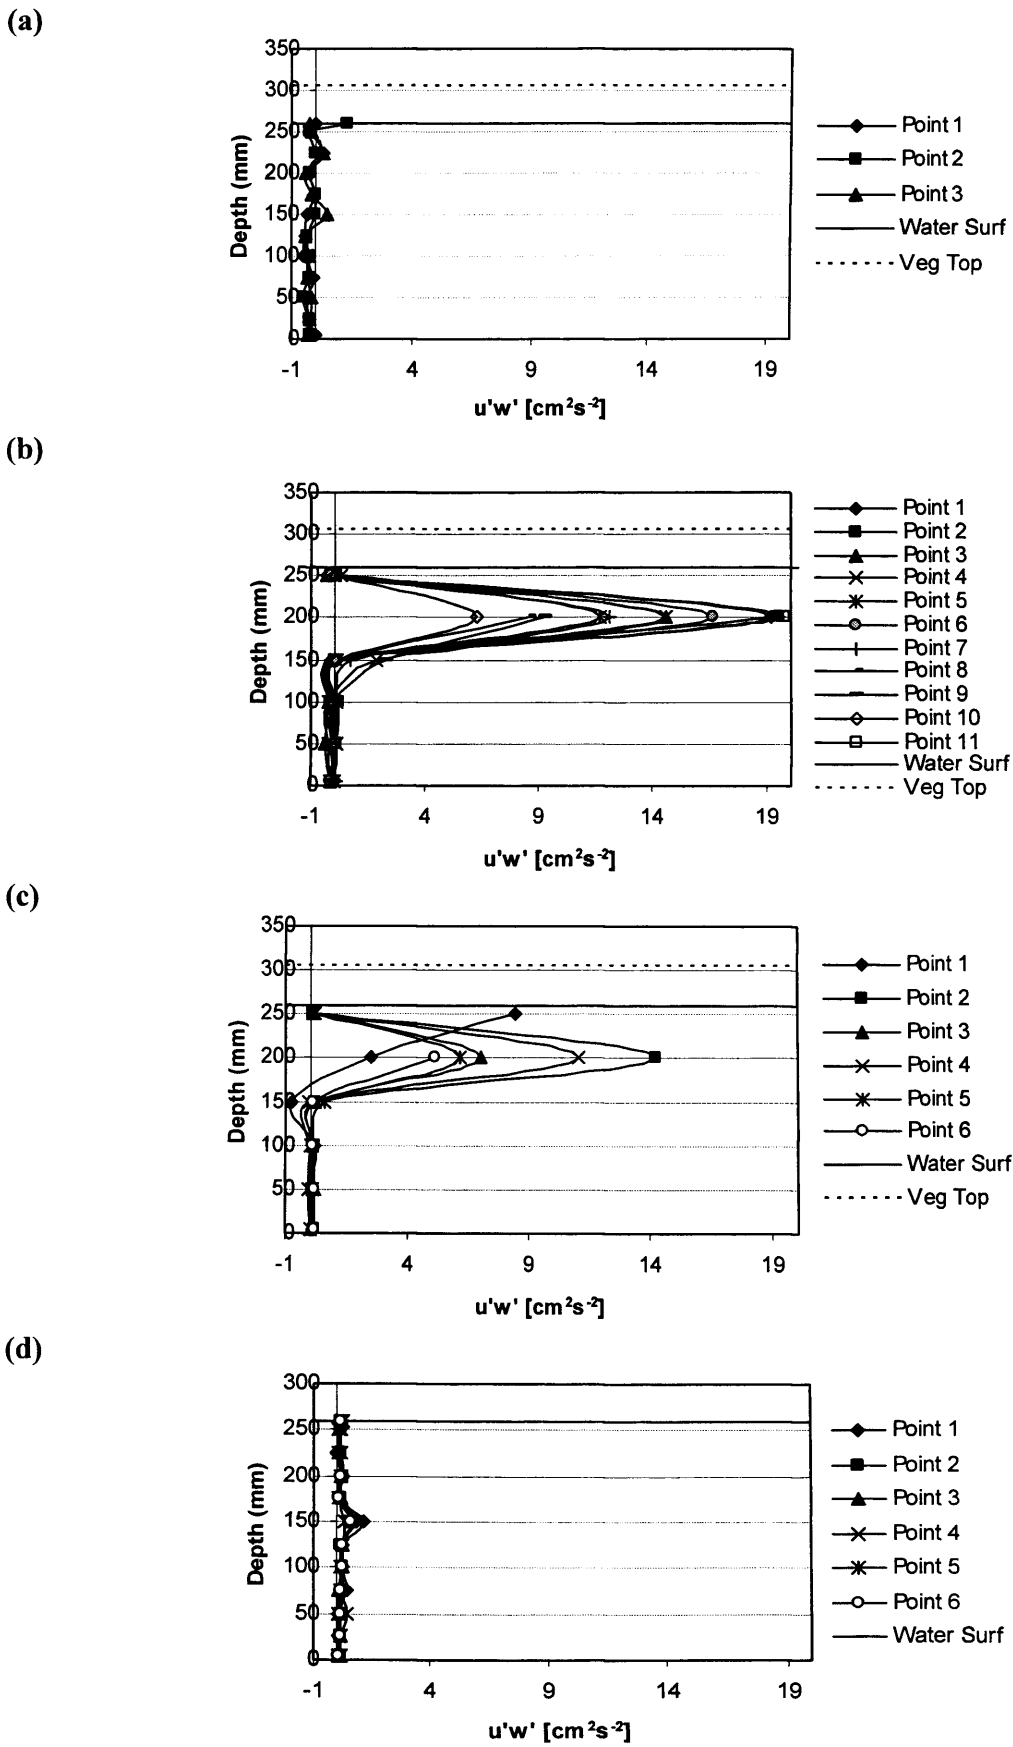 (a)
350
300
250
200
150
100
50
0
Depth (mm)
-1 4 9 14 19
u'w' [cm²s⁻²]
Point 1
Point 2
Point 3
Water Surf
Veg Top
(b)
350
300
250
200
150
100
50
0
Depth (mm)
-1 4 9 14 19
u'w' [cm²s⁻²]
Point 1
Point 2
Point 3
Point 4
Point 5
Point 6
Point 7
Point 8
Point 9
Point 10
Point 11
Water Surf
Veg Top
(c)
350
300
250
200
150
100
50
0
Depth (mm)
-1 4 9 14 19
u'w' [cm²s⁻²]
Point 1
Point 2
Point 3
Point 4
Point 5
Point 6
Water Surf
Veg Top
(d)
300
250
200
150
100
50
0
Depth (mm)
-1 4 9 14 19
u'w' [cm²s⁻²]
Point 1
Point 2
Point 3
Point 4
Point 5
Point 6
Water Surf